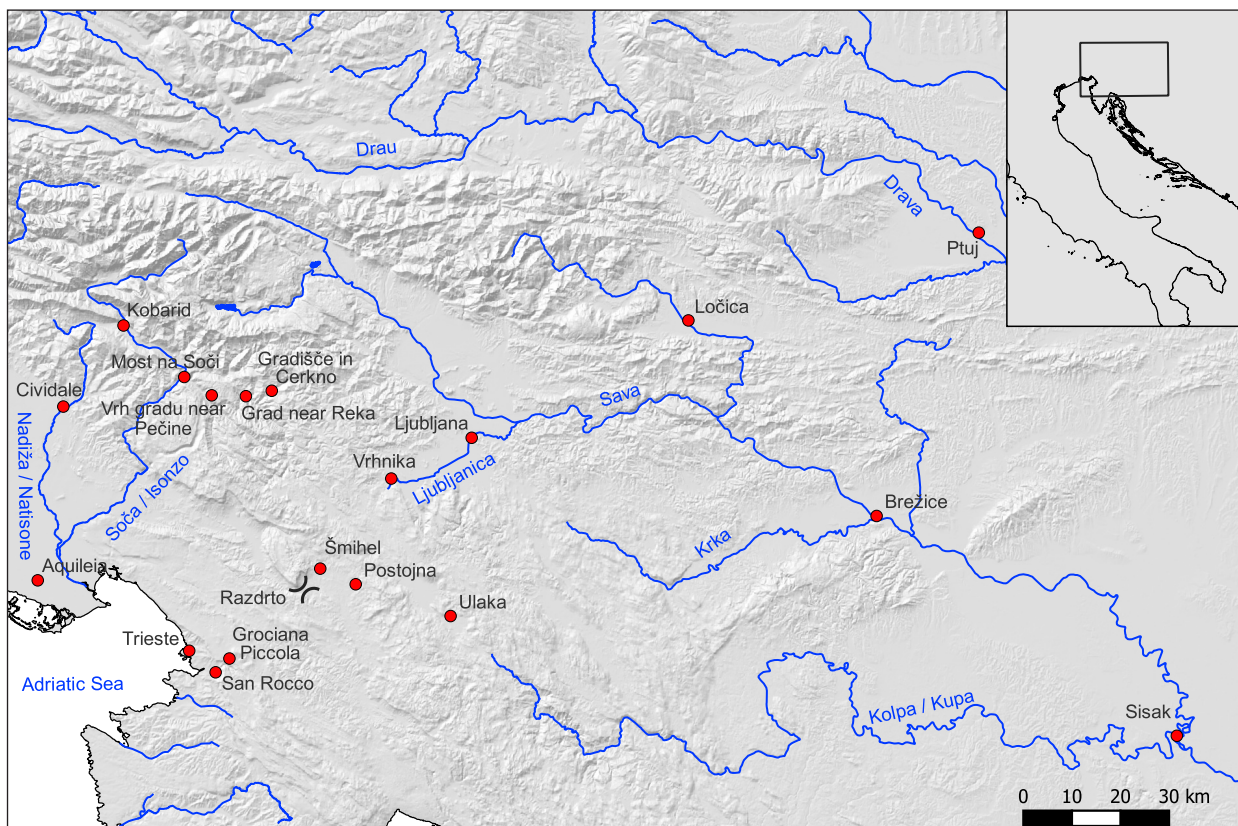 Drau
Drava
Ptuj
Kobarid
Ločica
Most na Soči
Gradišče in
Cerkno
Cividale
Vrh gradu near
Pečine
Grad near Reka
Sava
Ljubljana
Nadiža / Natisone
Soča / Isonzo
Vrhnika
Ljubljanica
Brežice
Krka
Šmihel
Aquileia
Postojna
Razdrto
Ulaka
Trieste
Grociana
Piccola
San Rocco
Adriatic Sea
Kolpa / Kupa
Sisak
0 10 20 30 km